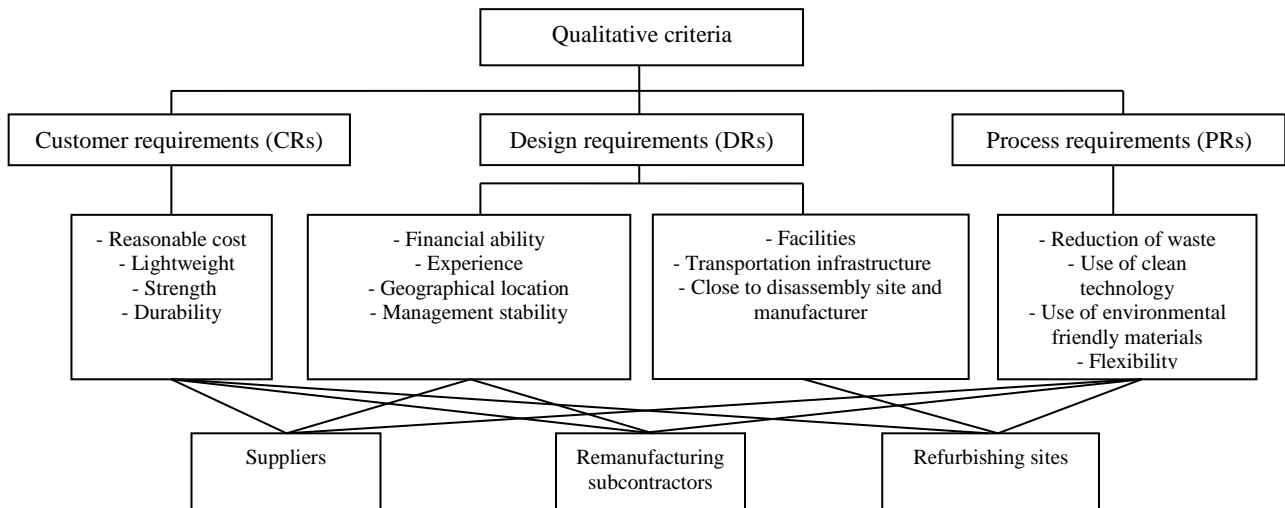 Qualitative criteria
Customer requirements (CRs)
Design requirements (DRs)
Process requirements (PRs)
- Reasonable cost
- Lightweight
- Strength
- Durability
- Financial ability
- Experience
- Geographical location
- Management stability
- Facilities
- Transportation infrastructure
- Close to disassembly site and
manufacturer
- Reduction of waste
- Use of clean
technology
- Use of environmental
friendly materials
- Flexibility
Suppliers
Remanufacturing
subcontractors
Refurbishing sites